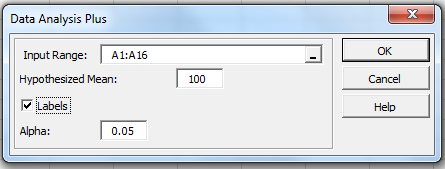 Data Analysis Plus
Input Range: A1:A16
OK
Hypothesized Mean: 100
Cancel
Labels
Help
Alpha: 0.05